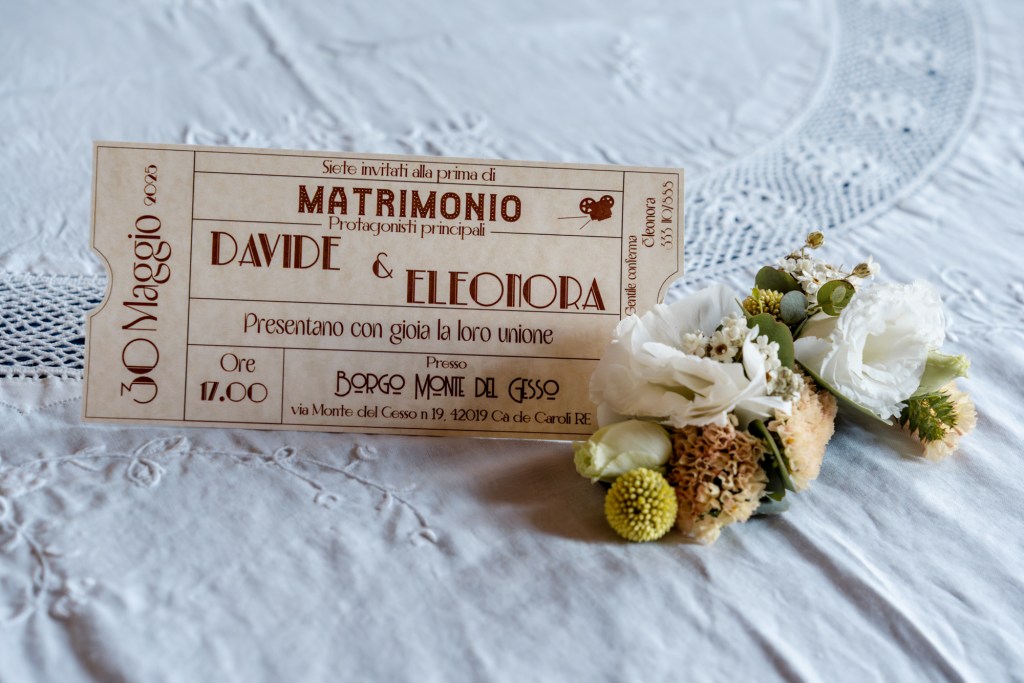 30 Maggio 2025
Siete invitati alla prima di
MATRIMONIO
Protagonisti principali
DAVIDE
&
ELEONORA
Presentano con gioia la loro unione
Ore
17.00
Presso
Borgo Monte del Gesso
via Monte del Gesso n 19, 42019 Cà de Caroli RE
Gentile conferma
Eleonora